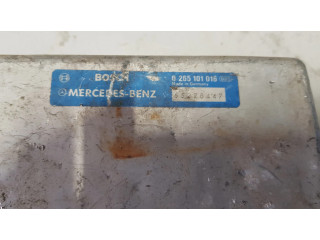 BOSCH 0 265 101 016
Made in Germany
MERCEDES-BENZ